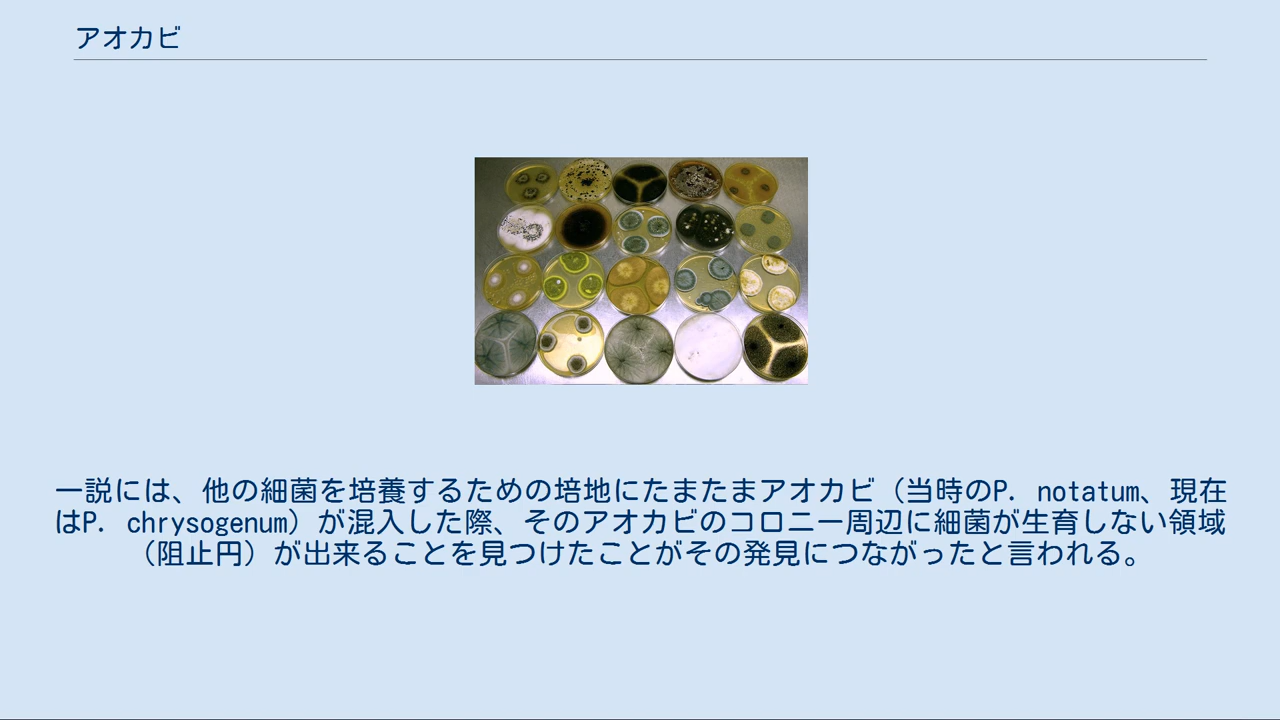 アオカビ
一説には、他の細菌を培養するための培地にたまたまアオカビ（当時のP. notatum、現在
はP. chrysogenum）が混入した際、そのアオカビのコロニー周辺に細菌が生育しない領域
（阻止円）が出来ることを見つけたことがその発見につながったと言われる。